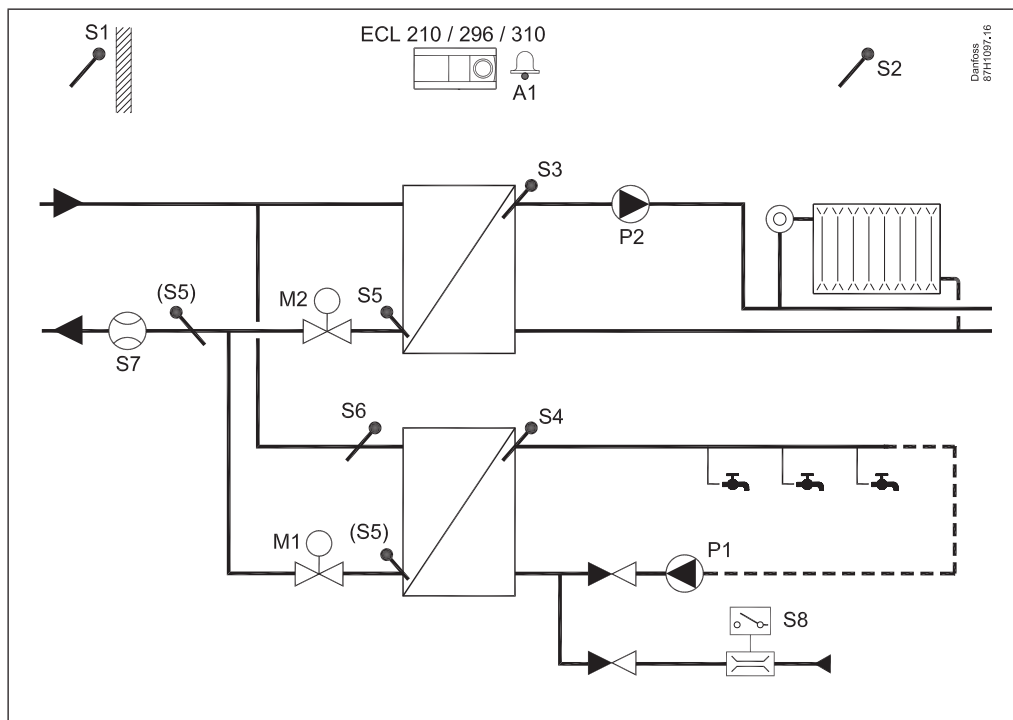 S1
ECL 210 / 296 / 310
A1
S2
Danfoss
87H1097.16
S3
P2
(S5)
M2
S5
S7
S6
S4
M1
(S5)
P1
S8